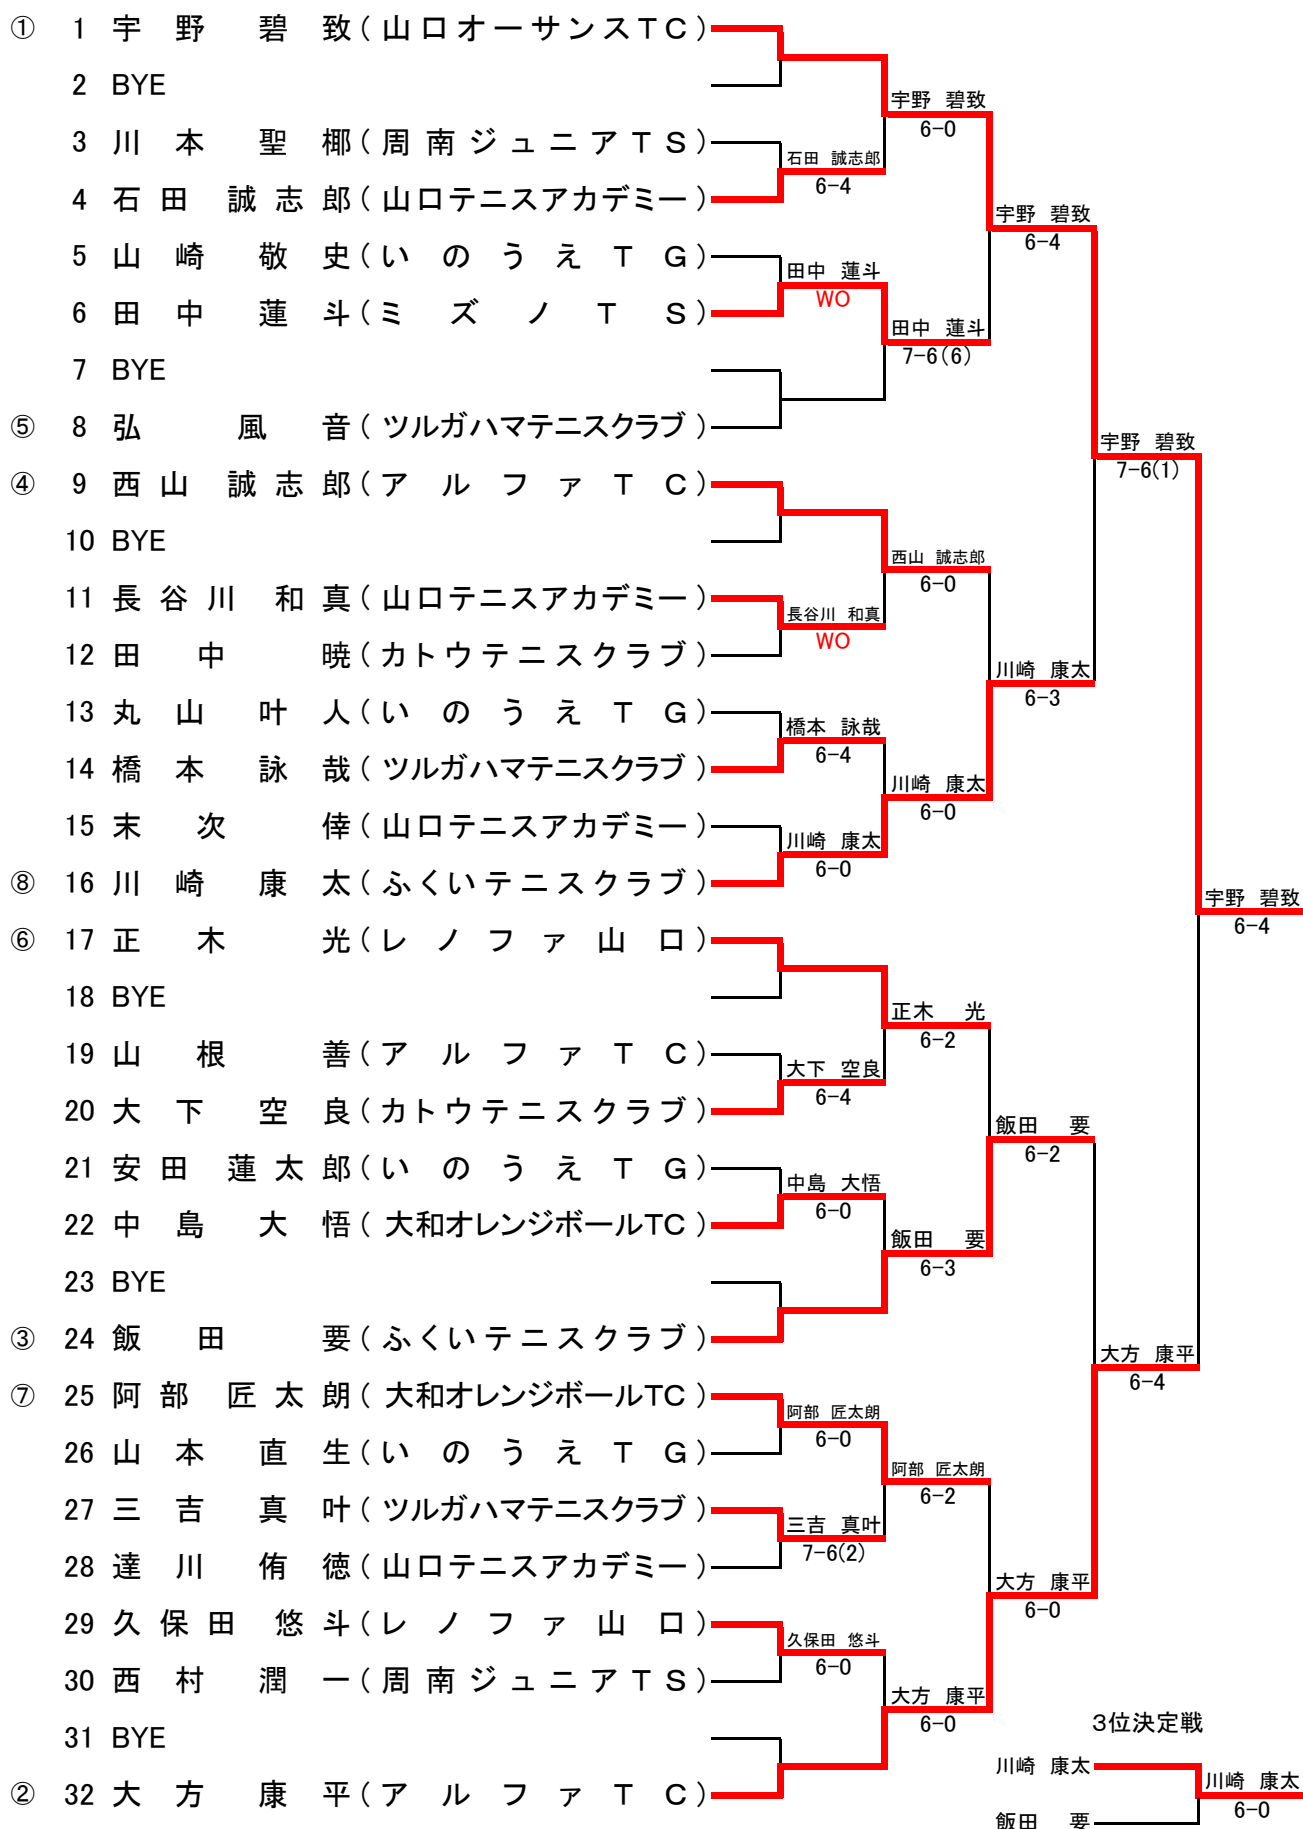 ① 1 宇野 碧致(山口オーサンスTC)
2 BYE
宇野 碧致
6-0
3 川本 聖椰(周南ジュニアTS)
石田 誠志郎
6-4
4 石田 誠志郎(山口テニスアカデミー)
宇野 碧致
6-4
5 山崎 敬史(いのうえTG)
田中 蓮斗
WO
6 田中 蓮斗(ミズノTS)
田中 蓮斗
7-6(6)
7 BYE
⑤ 8 弘 風音(ツルガハマテニスクラブ)
宇野 碧致
7-6(1)
④ 9 西山 誠志郎(アルファTC)
10 BYE
西山 誠志郎
6-0
11 長谷川 和真(山口テニスアカデミー)
長谷川 和真
WO
12 田中 暁(カトウテニスクラブ)
川崎 康太
6-3
13 丸山 叶人(いのうえTG)
橋本 詠哉
6-4
14 橋本 詠哉(ツルガハマテニスクラブ)
川崎 康太
6-0
15 末次 倖(山口テニスアカデミー)
川崎 康太
6-0
⑧ 16 川崎 康太(ふくいテニスクラブ)
宇野 碧致
6-4
⑥ 17 正木 光(レノファ山口)
18 BYE
正木 光
6-2
19 山根 善(アルファTC)
大下 空良
6-4
20 大下 空良(カトウテニスクラブ)
飯田 要
6-2
21 安田 蓮太郎(いのうえTG)
中島 大悟
6-0
22 中島 大悟(大和オレンジボールTC)
飯田 要
6-3
23 BYE
③ 24 飯田 要(ふくいテニスクラブ)
大方 康平
6-4
⑦ 25 阿部 匠太朗(大和オレンジボールTC)
阿部 匠太朗
6-0
26 山本 直生(いのうえTG)
阿部 匠太朗
6-2
27 三吉 真叶(ツルガハマテニスクラブ)
三吉 真叶
7-6(2)
28 達川 侑徳(山口テニスアカデミー)
大方 康平
6-0
29 久保田 悠斗(レノファ山口)
久保田 悠斗
6-0
30 西村 潤一(周南ジュニアTS)
大方 康平
6-0
31 BYE
② 32 大方 康平(アルファTC)
3位決定戦
川崎 康太
川崎 康太
6-0
飯田 要